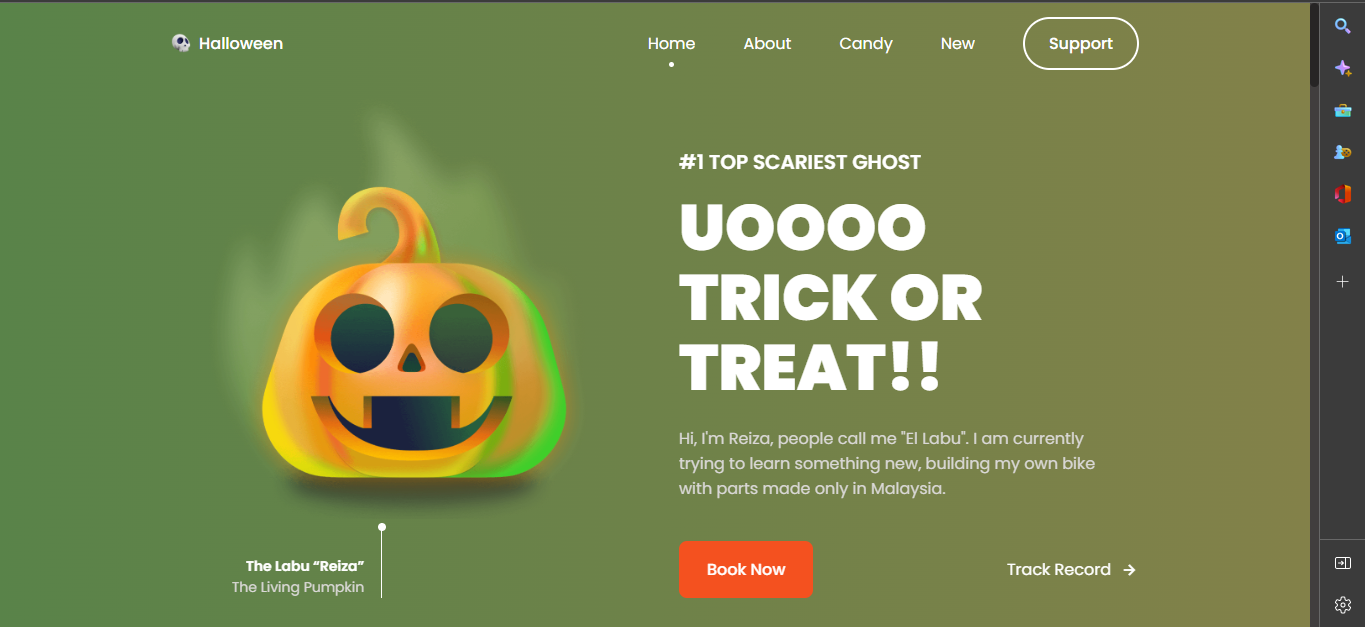 Halloween
Home
About
Candy
New
Support
#1 TOP SCARIEST GHOST
UOOOO
TRICK OR
TREAT!!
Hi, I'm Reiza, people call me "El Labu". I am currently
trying to learn something new, building my own bike
with parts made only in Malaysia.
Book Now
Track Record
The Labu “Reiza”
The Living Pumpkin